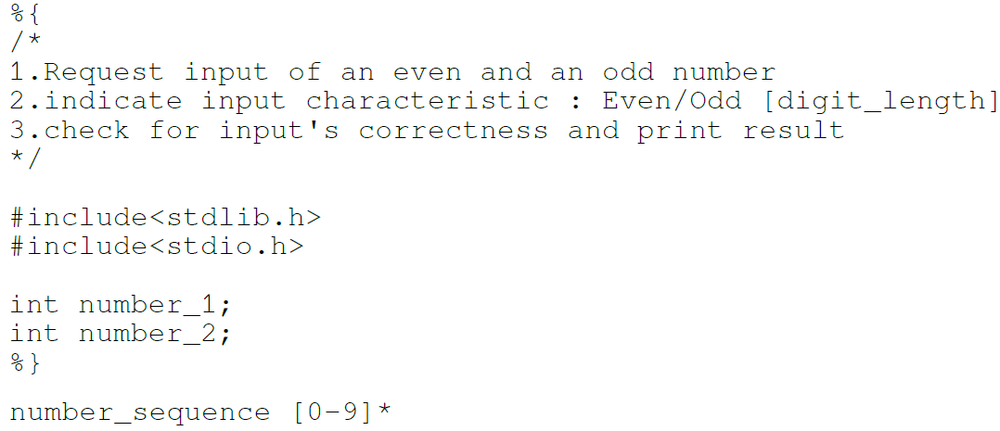 %{
/*
1.Request input of an even and an odd number
2.indicate input characteristic : Even/Odd [digit_length]
3.check for input's correctness and print result
*/
#include<stdlib.h>
#include<stdio.h>
int number_1;
int number_2;
%}
number_sequence [0-9]*